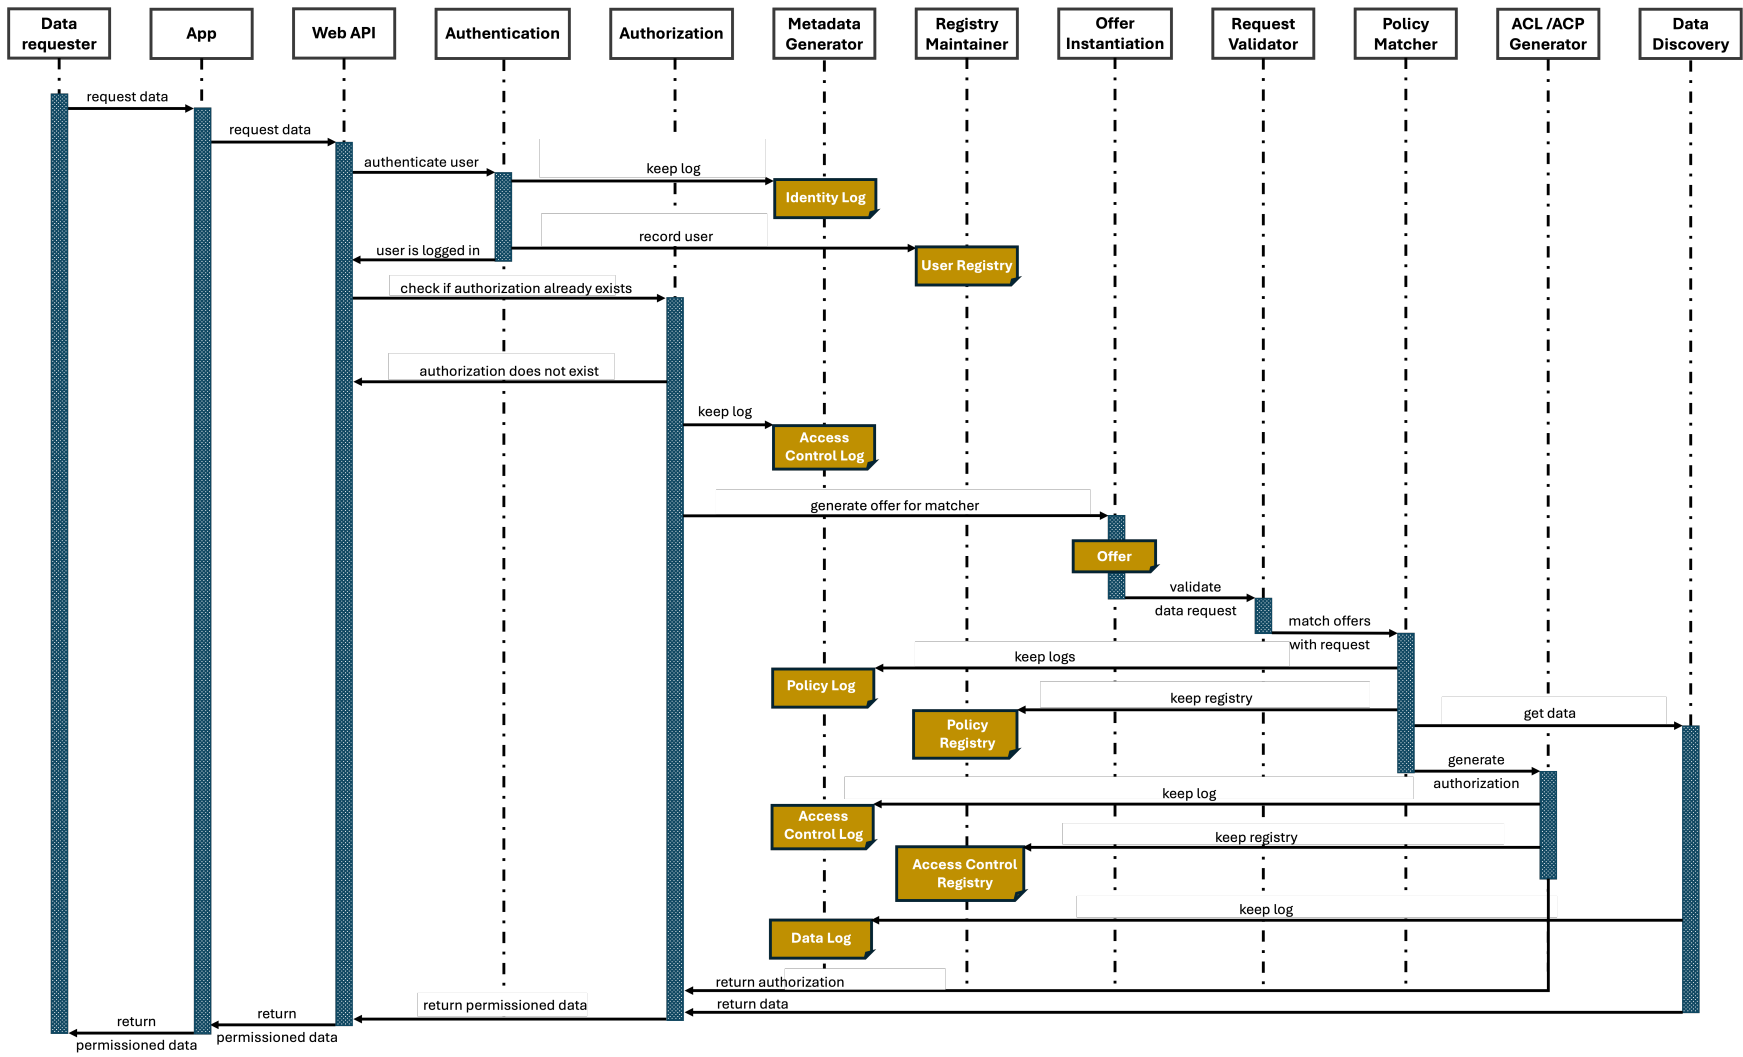 Data
requester
App
Web API
Authentication
Authorization
Metadata
Generator
Registry
Maintainer
Offer
Instantiation
Request
Validator
Policy
Matcher
ACL /ACP
Generator
Data
Discovery
request data
request data
authenticate user
keep log
Identity Log
record user
user is logged in
User Registry
check if authorization already exists
authorization does not exist
keep log
Access
Control Log
generate offer for matcher
Offer
validate
data request
match offers
with request
keep logs
Policy Log
keep registry
Policy
Registry
get data
generate
authorization
keep log
Access
Control Log
keep registry
Access Control
Registry
keep log
Data Log
return authorization
return data
return permissioned data
return
permissioned data
return
permissioned data